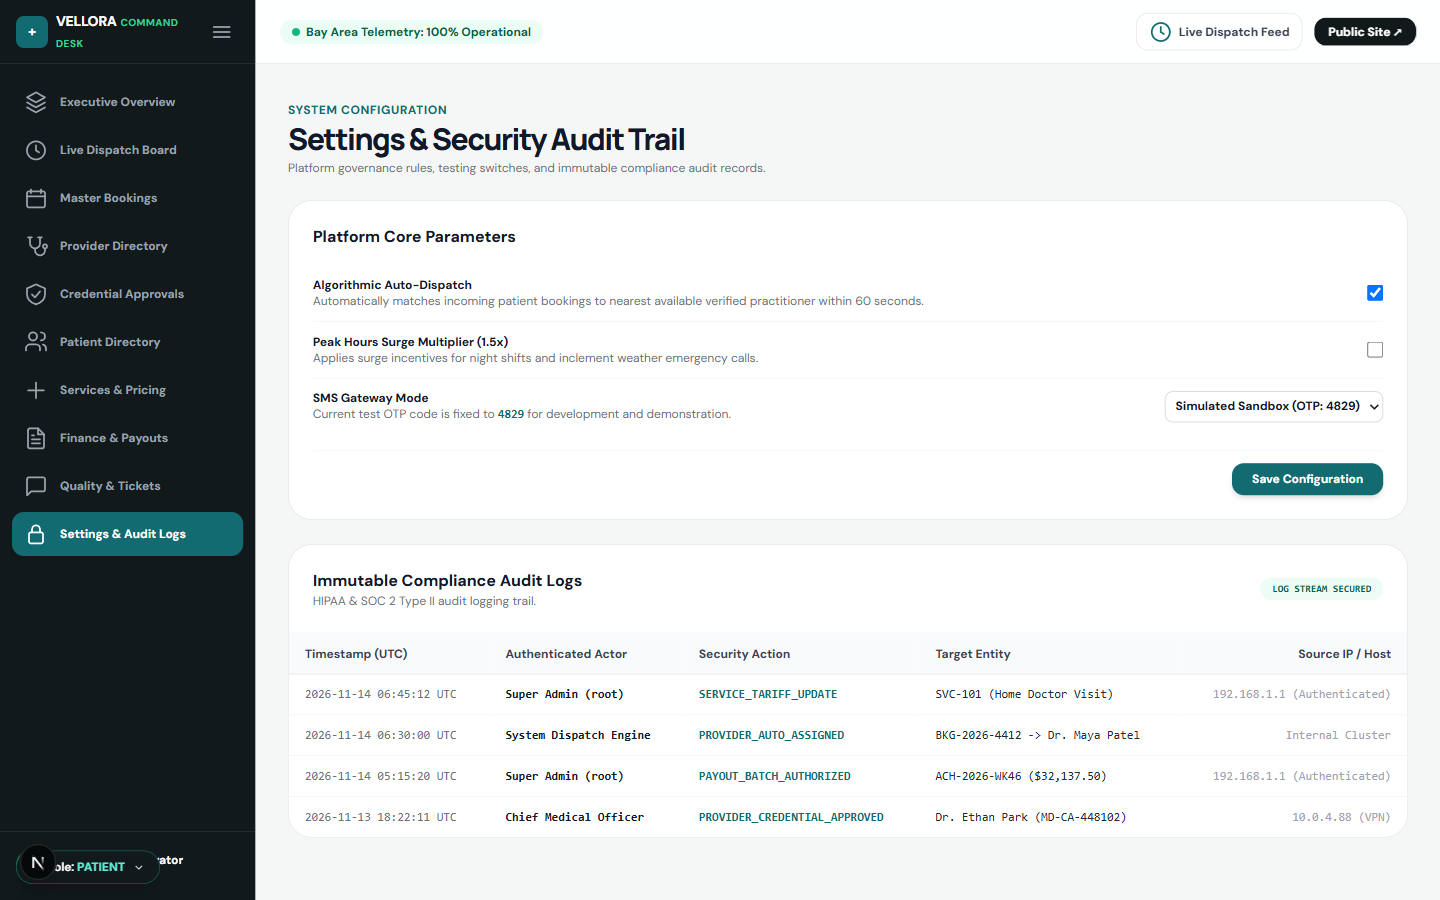 VELLORA COMMAND
DESK
Bay Area Telemetry: 100% Operational
Live Dispatch Feed
Public Site ↗
Executive Overview
Live Dispatch Board
Master Bookings
Provider Directory
Credential Approvals
Patient Directory
Services & Pricing
Finance & Payouts
Quality & Tickets
Settings & Audit Logs
SYSTEM CONFIGURATION
Settings & Security Audit Trail
Platform governance rules, testing switches, and immutable compliance audit records.
Platform Core Parameters
Algorithmic Auto-Dispatch
Automatically matches incoming patient bookings to nearest available verified practitioner within 60 seconds.
Peak Hours Surge Multiplier (1.5x)
Applies surge incentives for night shifts and inclement weather emergency calls.
SMS Gateway Mode
Current test OTP code is fixed to 4829 for development and demonstration.
Simulated Sandbox (OTP: 4829)
Save Configuration
Immutable Compliance Audit Logs
HIPAA & SOC 2 Type II audit logging trail.
LOG STREAM SECURED
Timestamp (UTC) Authenticated Actor Security Action Target Entity Source IP / Host
2026-11-14 06:45:12 UTC Super Admin (root) SERVICE_TARIFF_UPDATE SVC-101 (Home Doctor Visit) 192.168.1.1 (Authenticated)
2026-11-14 06:30:00 UTC System Dispatch Engine PROVIDER_AUTO_ASSIGNED BKG-2026-4412 -> Dr. Maya Patel Internal Cluster
2026-11-14 05:15:20 UTC Super Admin (root) PAYOUT_BATCH_AUTHORIZED ACH-2026-WK46 ($32,137.50) 192.168.1.1 (Authenticated)
2026-11-13 18:22:11 UTC Chief Medical Officer PROVIDER_CREDENTIAL_APPROVED Dr. Ethan Park (MD-CA-448102) 10.0.4.88 (VPN)
N
PATIENT